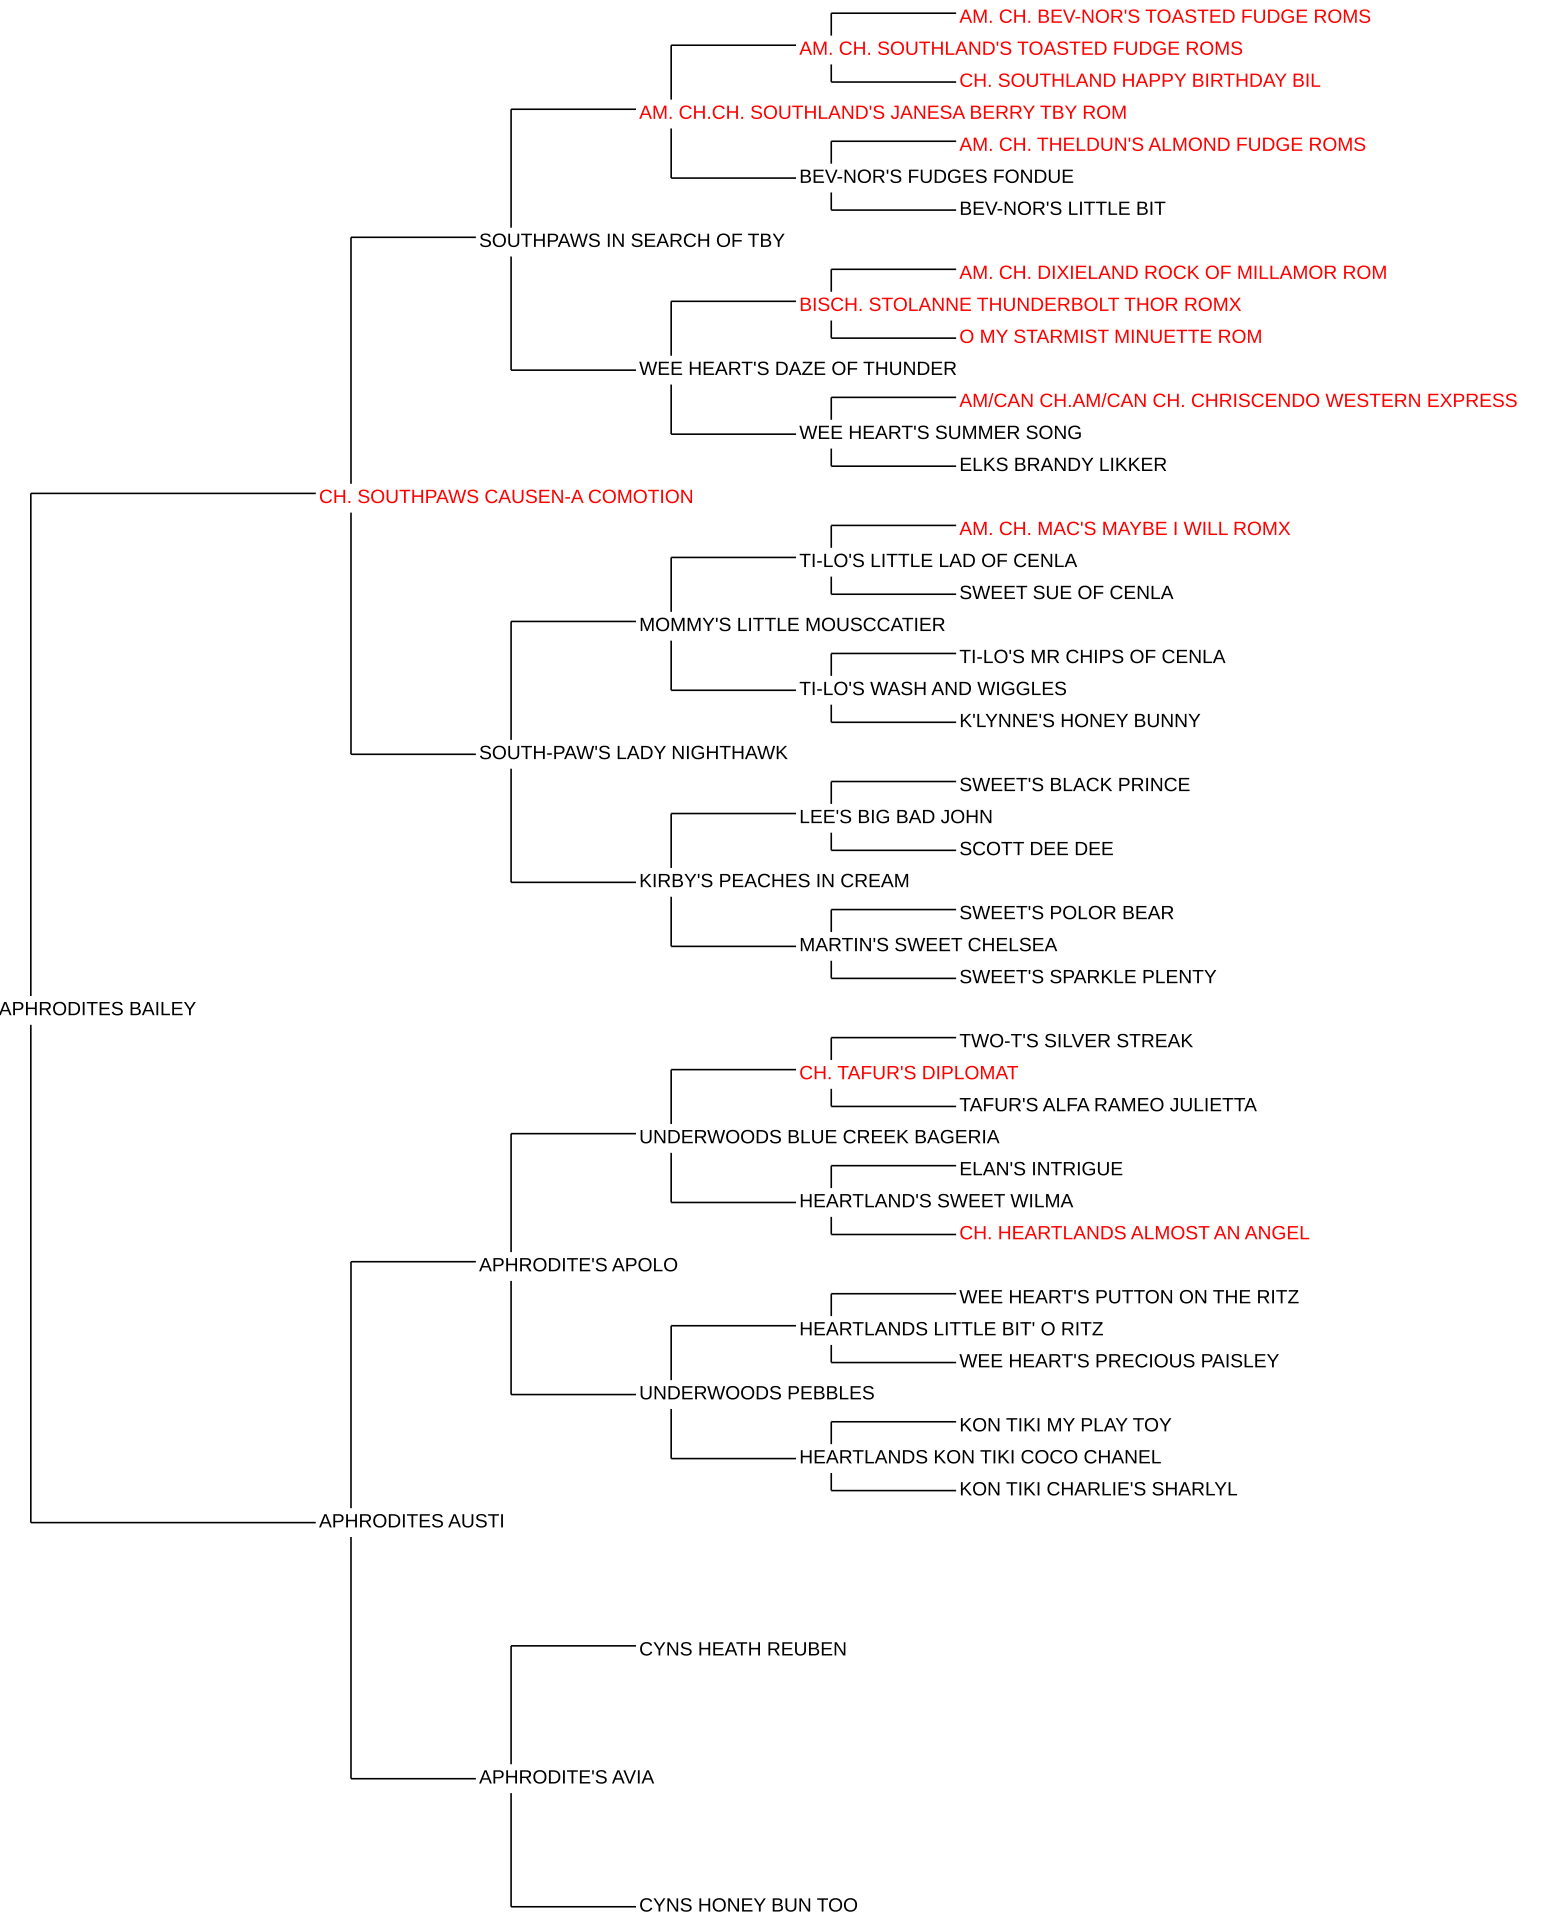 AM. CH. BEV-NOR'S TOASTED FUDGE ROMS
AM. CH. SOUTHLAND'S TOASTED FUDGE ROMS
CH. SOUTHLAND HAPPY BIRTHDAY BIL
AM. CH.CH. SOUTHLAND'S JANESA BERRY TBY ROM
AM. CH. THELDUN'S ALMOND FUDGE ROMS
BEV-NOR'S FUDGES FONDUE
BEV-NOR'S LITTLE BIT
SOUTHPAWS IN SEARCH OF TBY
AM. CH. DIXIELAND ROCK OF MILLAMOR ROM
BISCH. STOLANNE THUNDERBOLT THOR ROMX
O MY STARMIST MINUETTE ROM
WEE HEART'S DAZE OF THUNDER
AM/CAN CH.AM/CAN CH. CHRISCENDO WESTERN EXPRESS
WEE HEART'S SUMMER SONG
ELKS BRANDY LIKKER
CH. SOUTHPAWS CAUSEN-A COMOTION
AM. CH. MAC'S MAYBE I WILL ROMX
TI-LO'S LITTLE LAD OF CENLA
SWEET SUE OF CENLA
MOMMY'S LITTLE MOUSCCATIER
TI-LO'S MR CHIPS OF CENLA
TI-LO'S WASH AND WIGGLES
K'LYNNE'S HONEY BUNNY
SOUTH-PAW'S LADY NIGHTHAWK
SWEET'S BLACK PRINCE
LEE'S BIG BAD JOHN
SCOTT DEE DEE
KIRBY'S PEACHES IN CREAM
SWEET'S POLOR BEAR
MARTIN'S SWEET CHELSEA
SWEET'S SPARKLE PLENTY
APHRODITES BAILEY
TWO-T'S SILVER STREAK
CH. TAFUR'S DIPLOMAT
TAFUR'S ALFA RAMEO JULIETTA
UNDERWOODS BLUE CREEK BAGERIA
ELAN'S INTRIGUE
HEARTLAND'S SWEET WILMA
CH. HEARTLANDS ALMOST AN ANGEL
APHRODITE'S APOLO
WEE HEART'S PUTTON ON THE RITZ
HEARTLANDS LITTLE BIT' O RITZ
WEE HEART'S PRECIOUS PAISLEY
UNDERWOODS PEBBLES
KON TIKI MY PLAY TOY
HEARTLANDS KON TIKI COCO CHANEL
KON TIKI CHARLIE'S SHARLYL
APHRODITES AUSTI
CYNS HEATH REUBEN
APHRODITE'S AVIA
CYNS HONEY BUN TOO